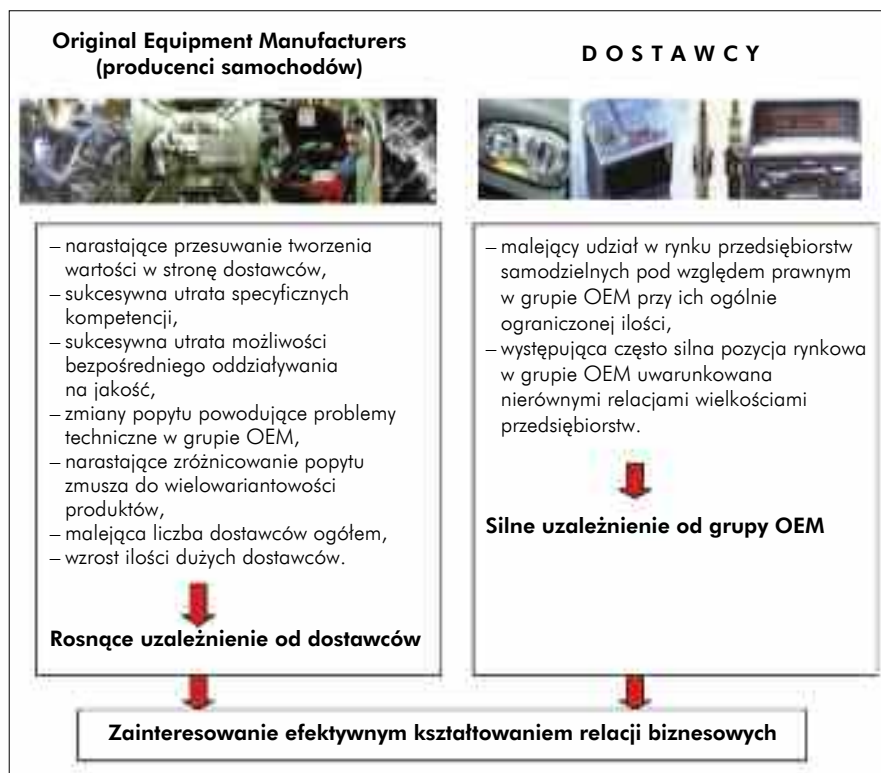 Original Equipment Manufacturers
(producenci samochodów)
– narastające przesuwanie tworzenia
wartości w stronę dostawców,
– sukcesywna utrata specyficznych
kompetencji,
– sukcesywna utrata możliwości
bezpośredniego oddziaływania
na jakość,
– zmiany popytu powodujące problemy
techniczne w grupie OEM,
– narastające zróżnicowanie popytu
zmusza do wielowariantowości
produktów,
– malejąca liczba dostawców ogółem,
– wzrost ilości dużych dostawców.
Rosnące uzależnienie od dostawców
D O S T A W C Y
– malejący udział w rynku przedsiębiorstw
samodzielnych pod względem prawnym
w grupie OEM przy ich ogólnie
ograniczonej ilości,
– występująca często silna pozycja rynkowa
w grupie OEM uwarunkowana
nierównymi relacjami wielkościami
przedsiębiorstw.
Silne uzależnienie od grupy OEM
Zainteresowanie efektywnym kształtowaniem relacji biznesowych